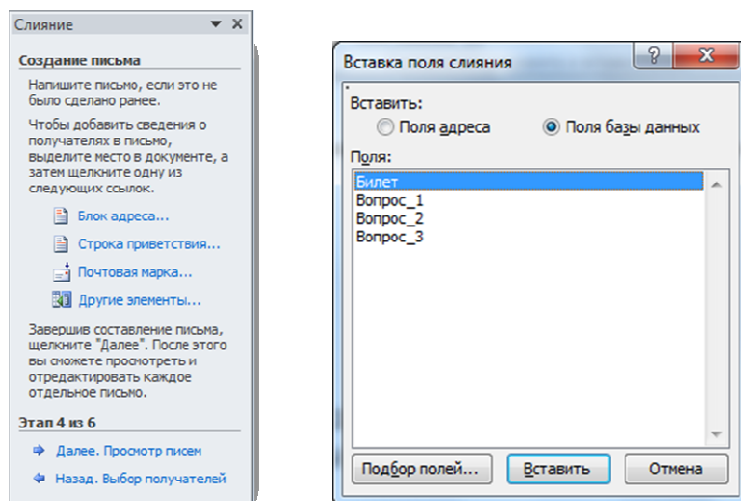 Слияние
Создание письма
Напишите письмо, если это не
было сделано ранее.
Чтобы добавить сведения о
получателях в письмо,
выделите место в документе, а
затем щелкните одну из
следующих ссылок.
Блок адреса...
Строка приветствия...
Почтовая марка...
Другие элементы...
Завершив составление письма,
щелкните "Далее". После этого
вы сможете просмотреть и
отредактировать каждое
отдельное письмо.
Этап 4 из 6
Далее. Просмотр писем
Назад. Выбор получателей
Вставка поля слияния
Вставить:
Поля адреса
Поля базы данных
Поля:
Билет
Вопрос_1
Вопрос_2
Вопрос_3
Подбор полей...
Вставить
Отмена